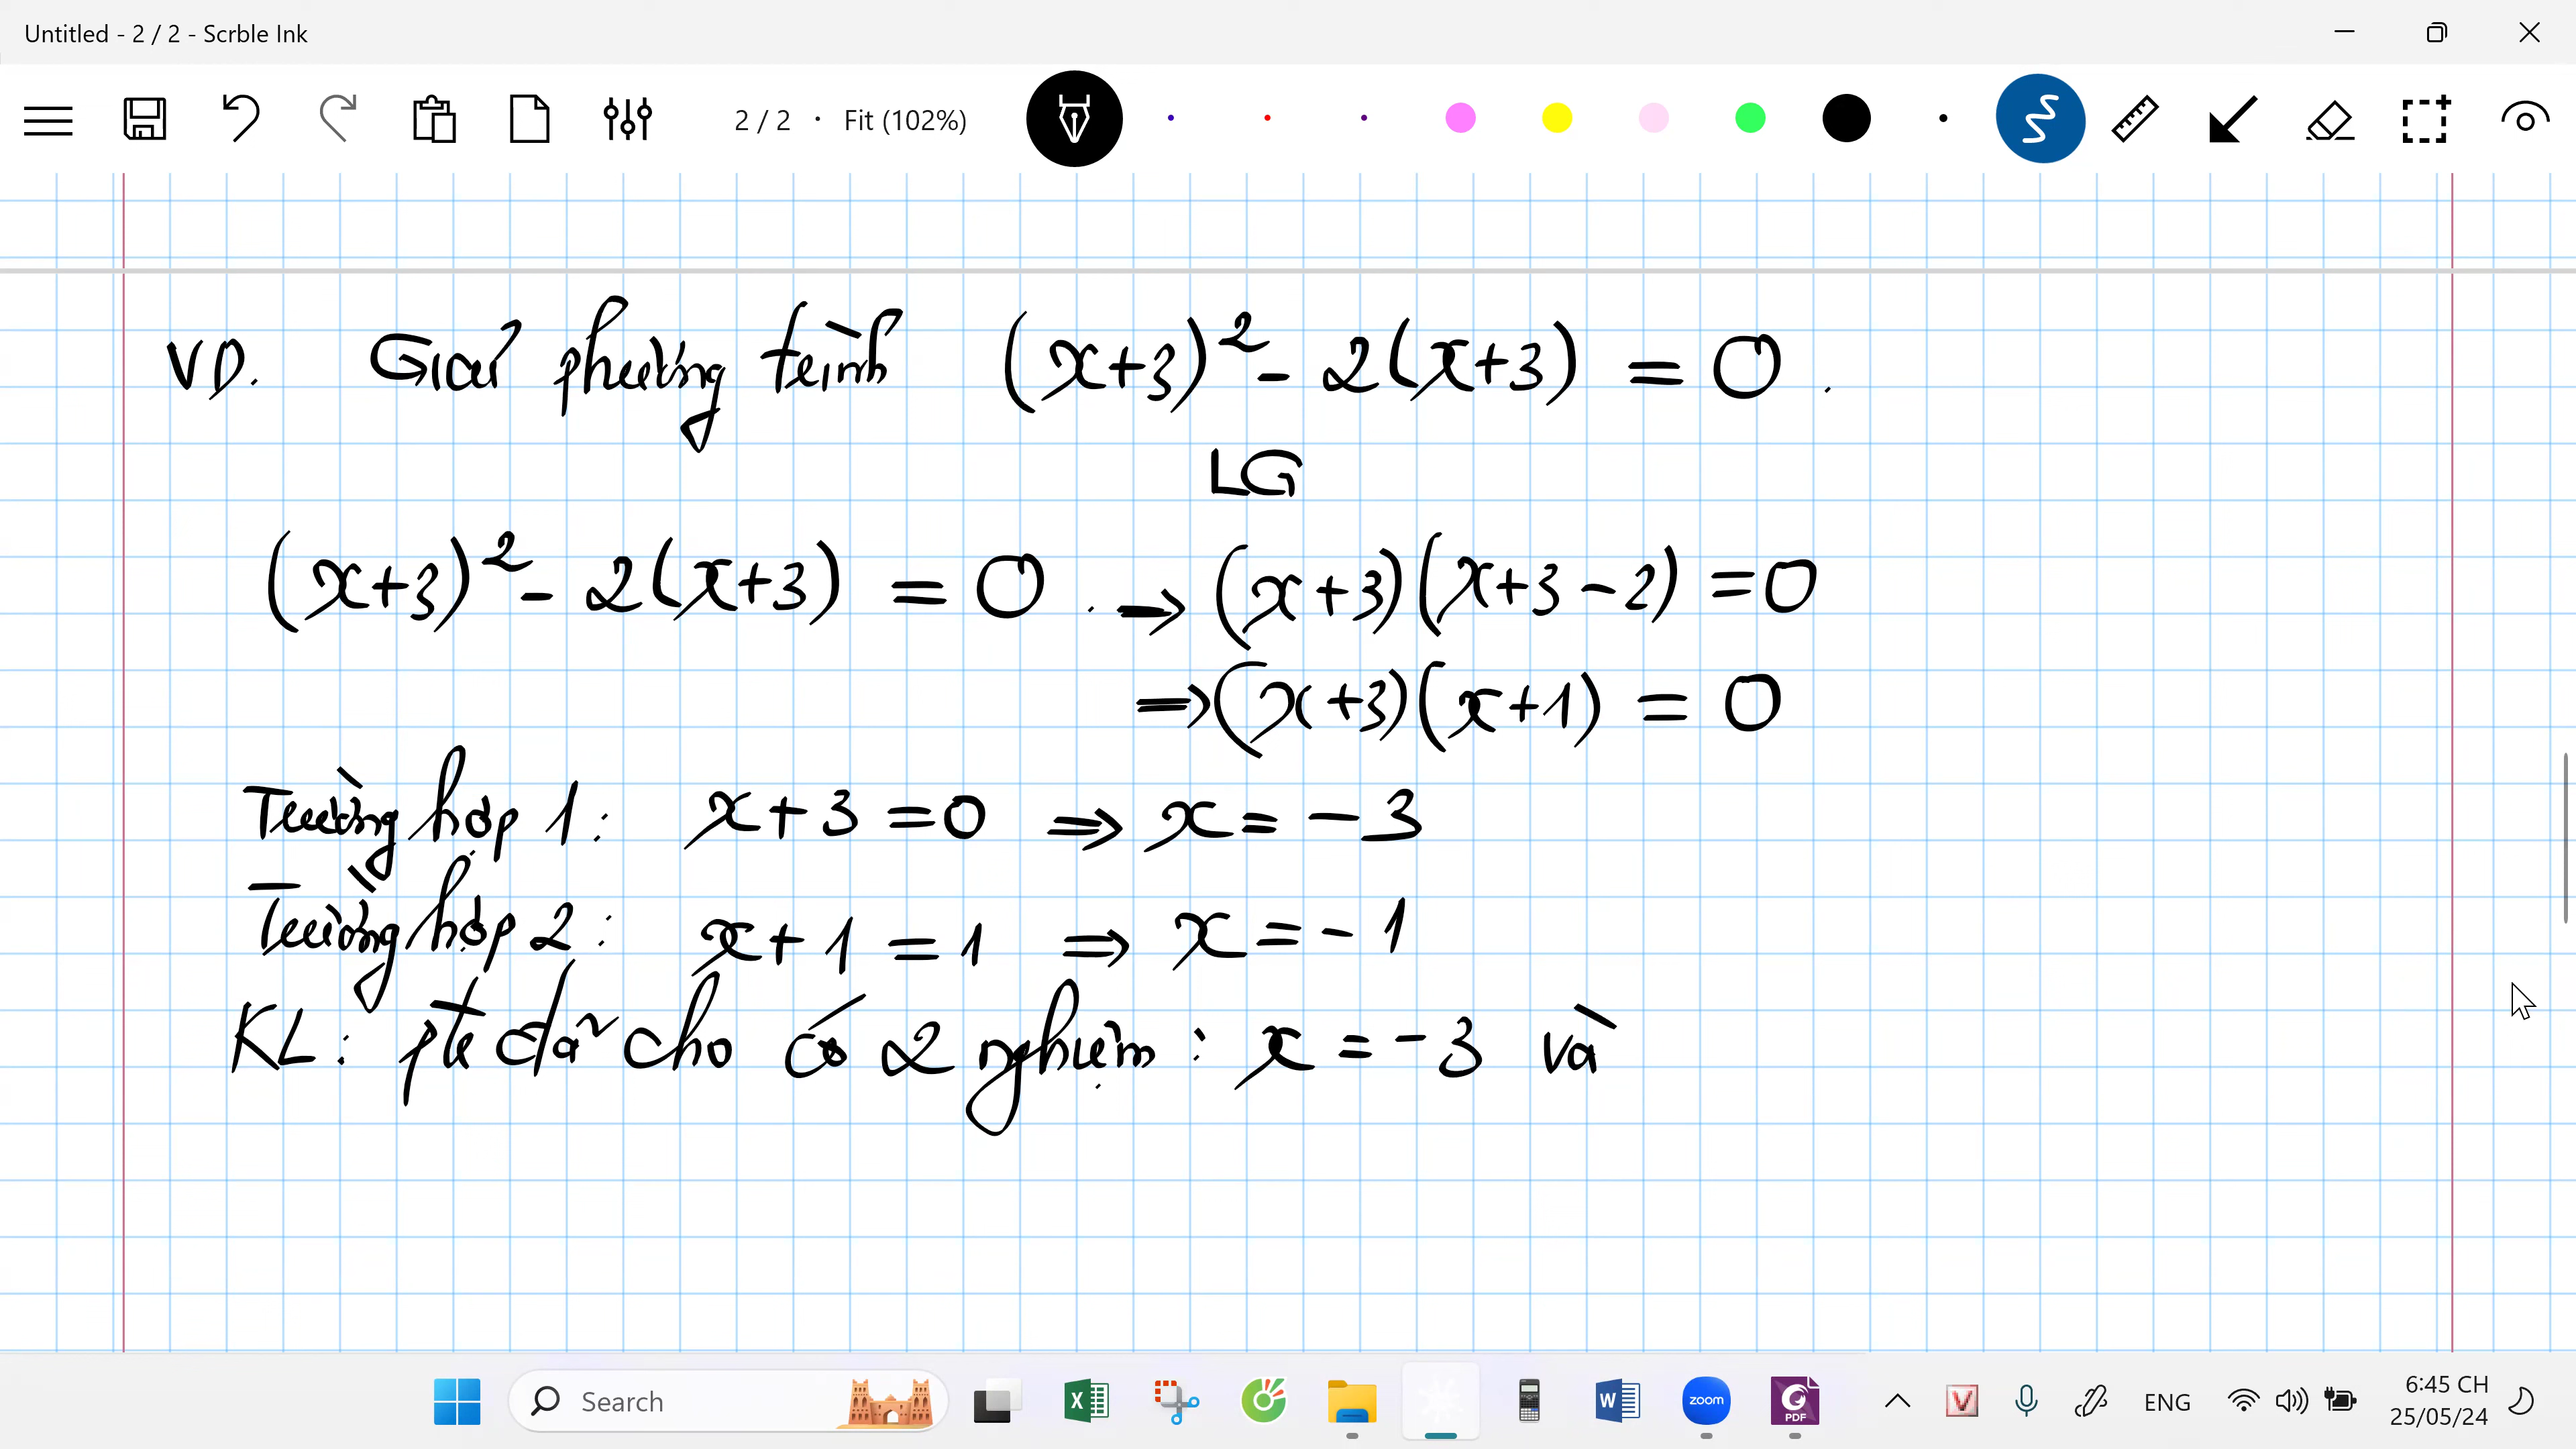 Untitled - 2 / 2 - Scrble Ink
2 / 2 · Fit (102%)
VD. Giải phương trình (x+3)² - 2(x+3) = 0.
LG
(x+3)² - 2(x+3) = 0. → (x+3)(x+3-2) = 0
⇒ (x+3)(x+1) = 0
Trường hợp 1: x+3 = 0 ⇒ x = -3
Trường hợp 2: x+1 = 1 ⇒ x = -1
KL: pt đã cho có 2 nghiệm: x = -3 và
Search
zoom
PDF
ENG
6:45 CH
25/05/24